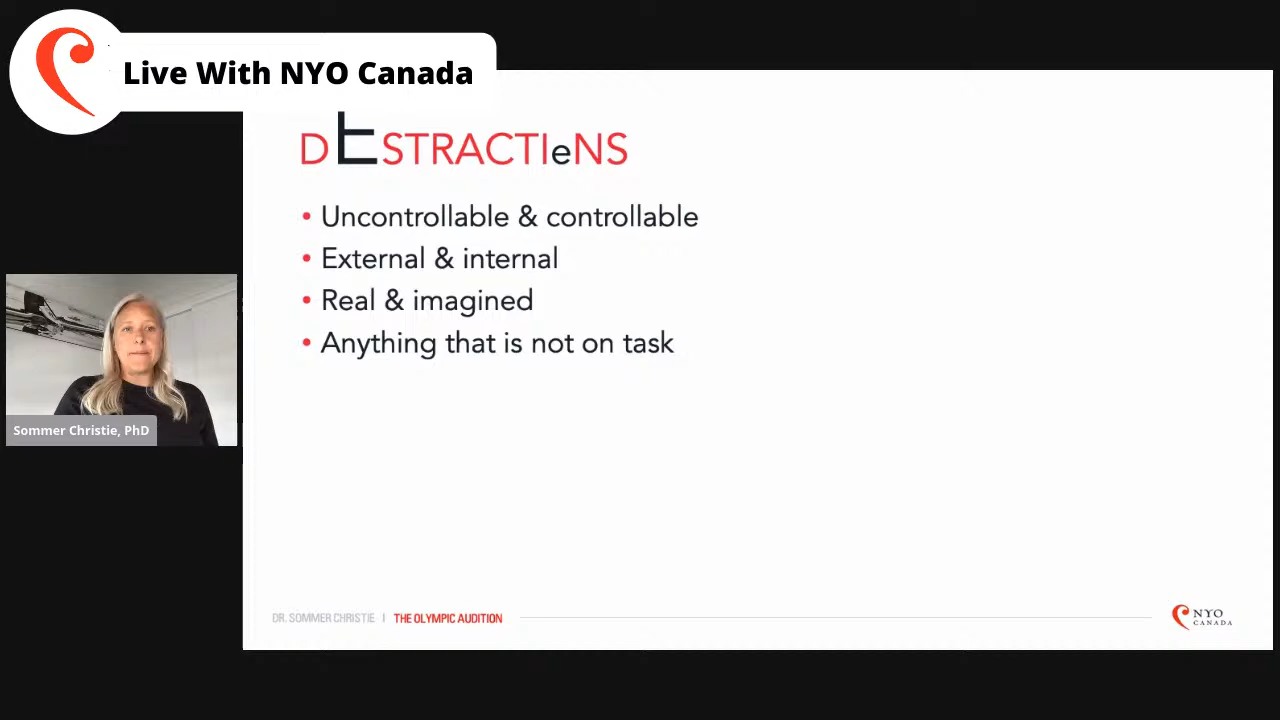 Live With NYO Canada
DESTRACTIeNS
• Uncontrollable & controllable
• External & internal
• Real & imagined
• Anything that is not on task
Sommer Christie, PhD
DR. SOMMER CHRISTIE | THE OLYMPIC AUDITION
NYO
CANADA